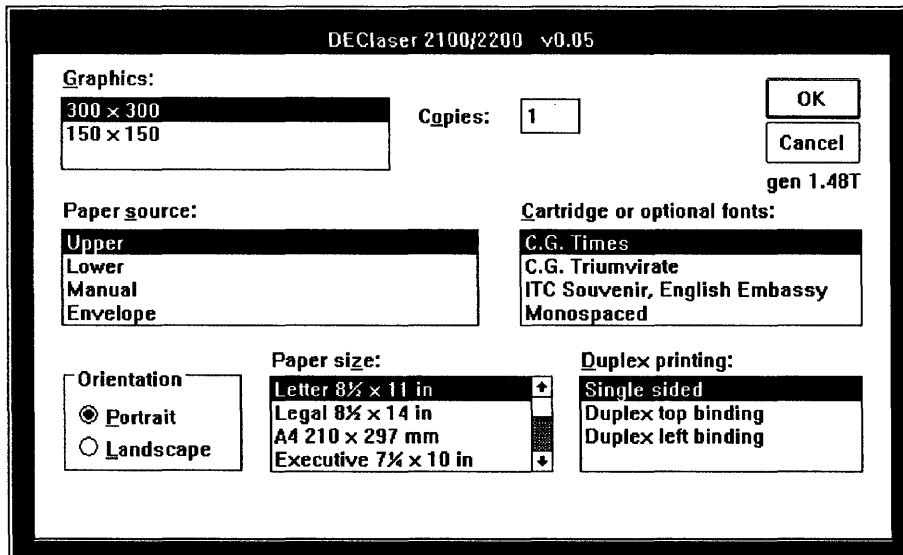 DEClaser 2100/2200 v0.05
Graphics:
300 × 300
150 × 150
Copies:
1
OK
Cancel
gen 1.48T
Paper source:
Upper
Lower
Manual
Envelope
Cartridge or optional fonts:
C.G. Times
C.G. Triumvirate
ITC Souvenir, English Embassy
Monospaced
Orientation
Portrait
Landscape
Paper size:
Letter 8½ × 11 in
Legal 8½ × 14 in
A4 210 × 297 mm
Executive 7¼ × 10 in
Duplex printing:
Single sided
Duplex top binding
Duplex left binding